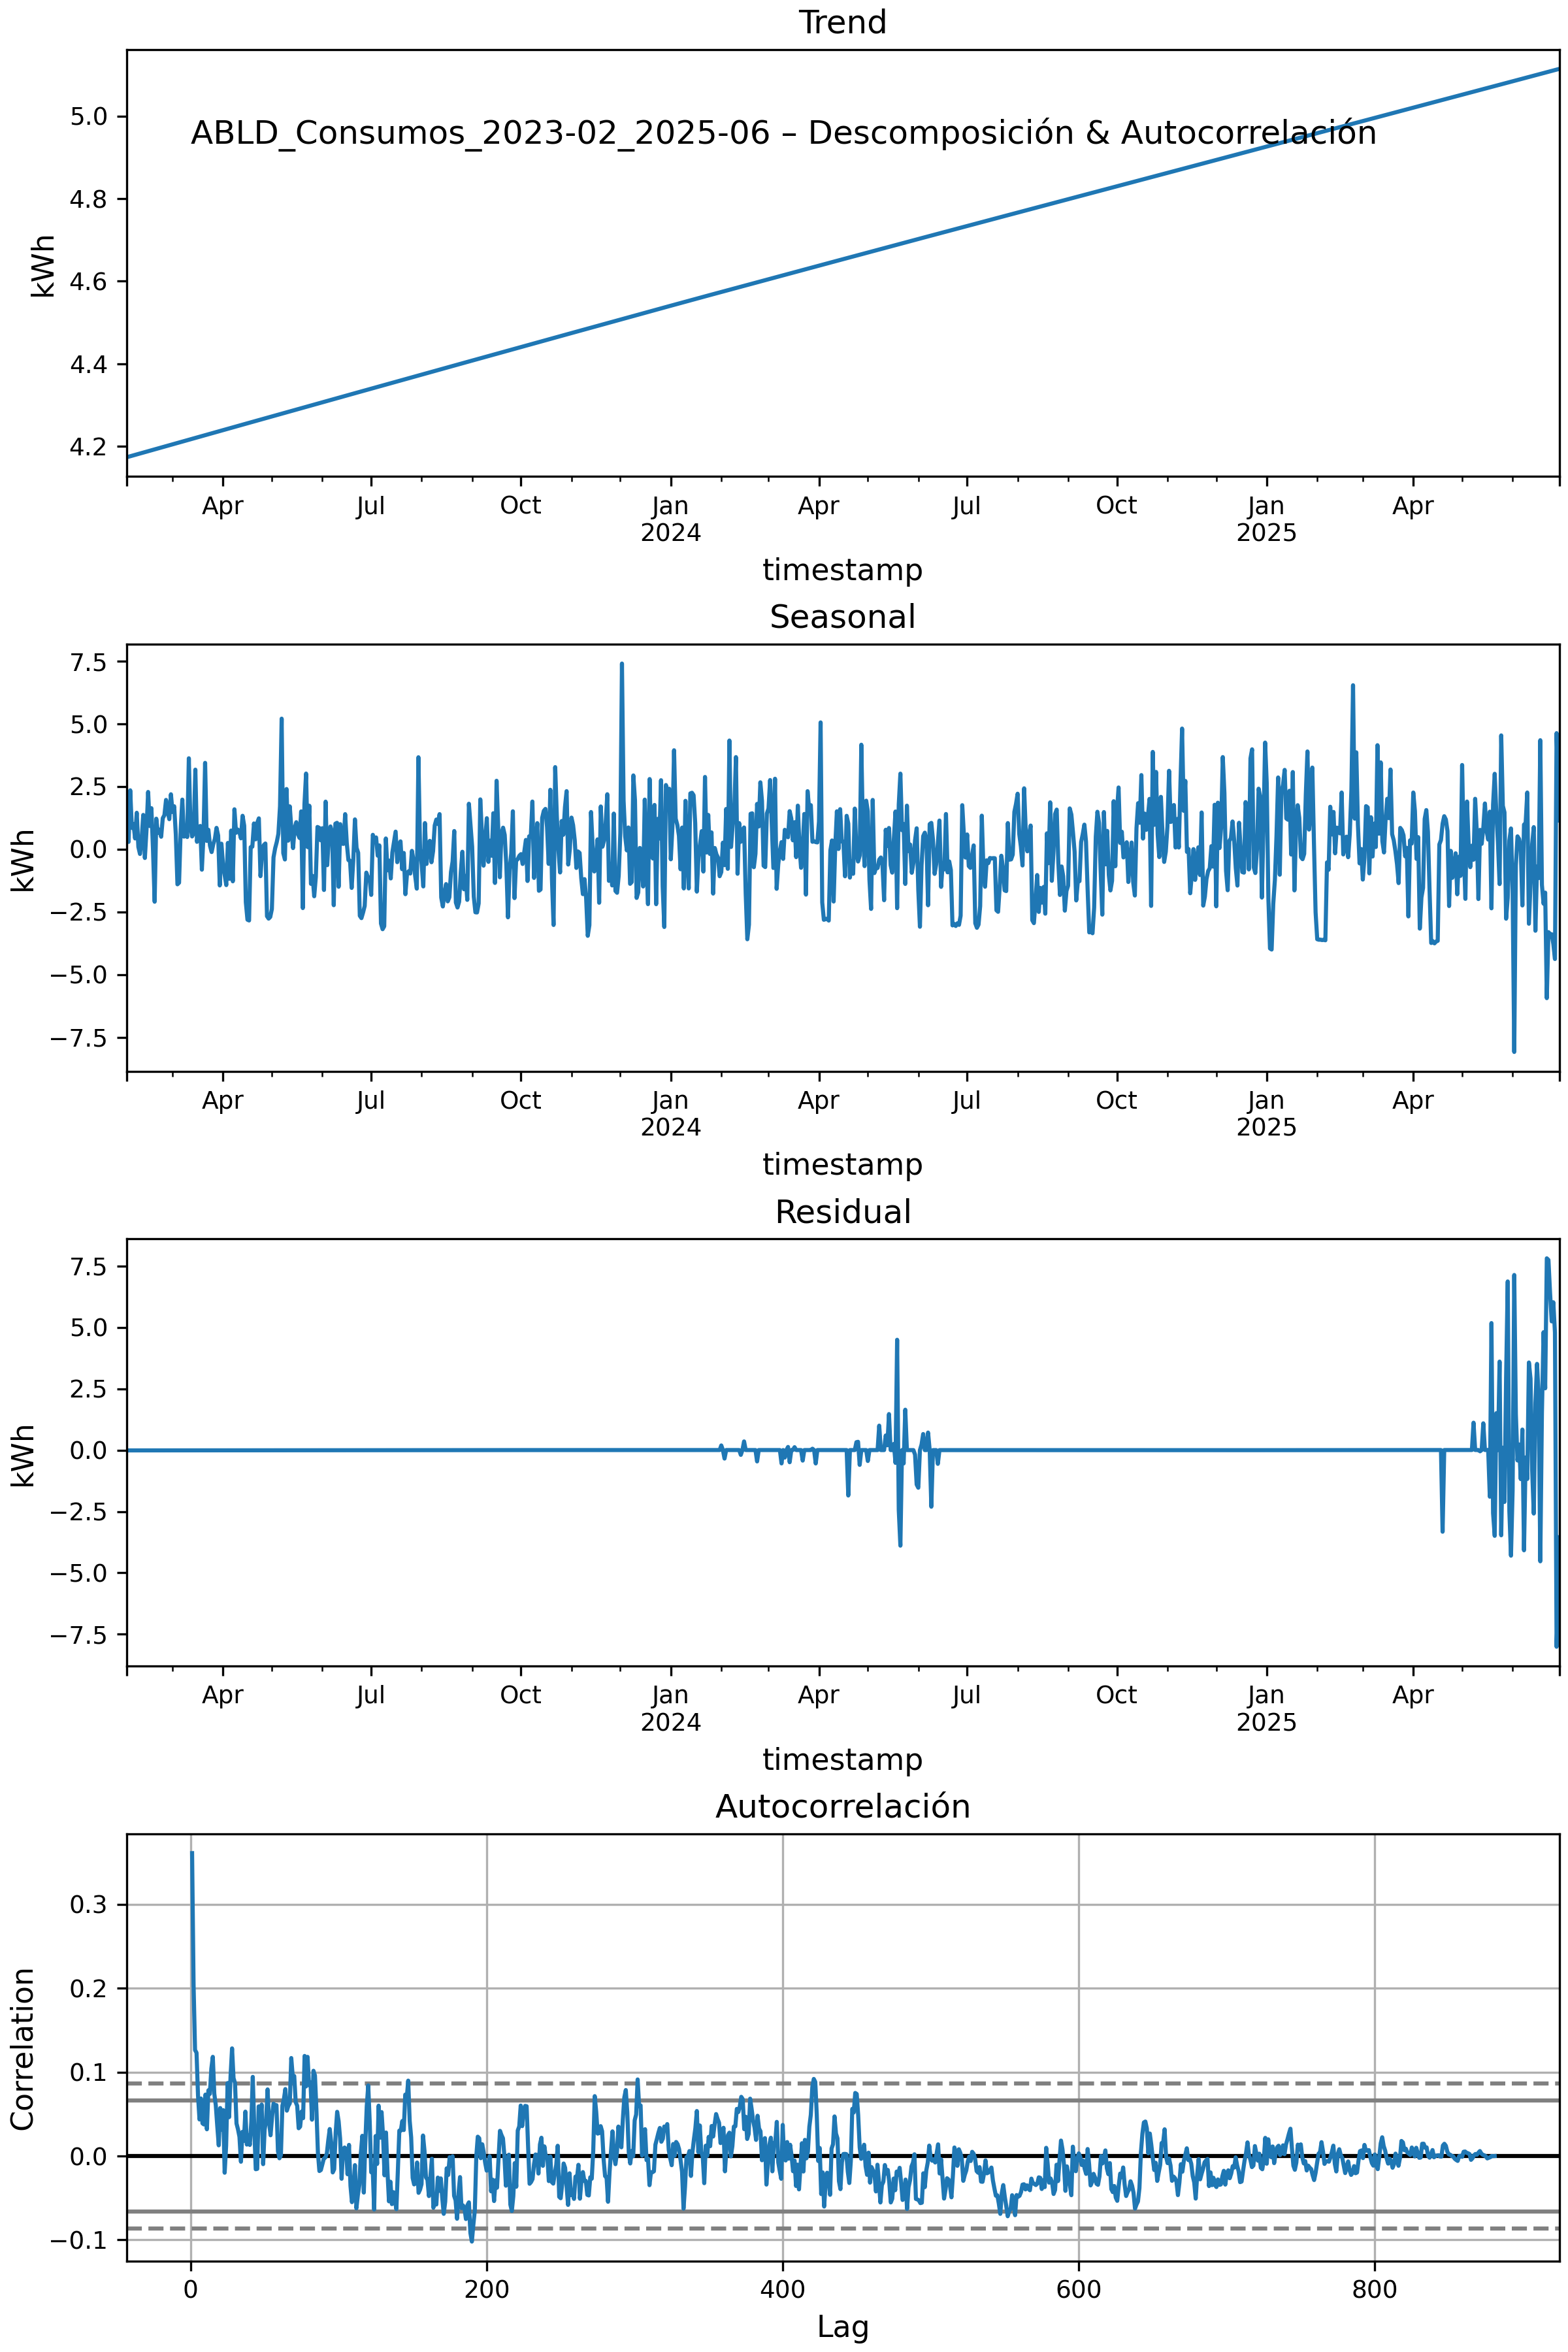 Trend
ABLD_Consumos_2023-02_2025-06 – Descomposición & Autocorrelación
kWh
5.0
4.8
4.6
4.4
4.2
Apr Jul Oct Jan Apr Jul Oct Jan Apr
2024 2025
timestamp
Seasonal
kWh
7.5
5.0
2.5
0.0
−2.5
−5.0
−7.5
Apr Jul Oct Jan Apr Jul Oct Jan Apr
2024 2025
timestamp
Residual
kWh
7.5
5.0
2.5
0.0
−2.5
−5.0
−7.5
Apr Jul Oct Jan Apr Jul Oct Jan Apr
2024 2025
timestamp
Autocorrelación
Correlation
0.3
0.2
0.1
0.0
−0.1
0 200 400 600 800
Lag